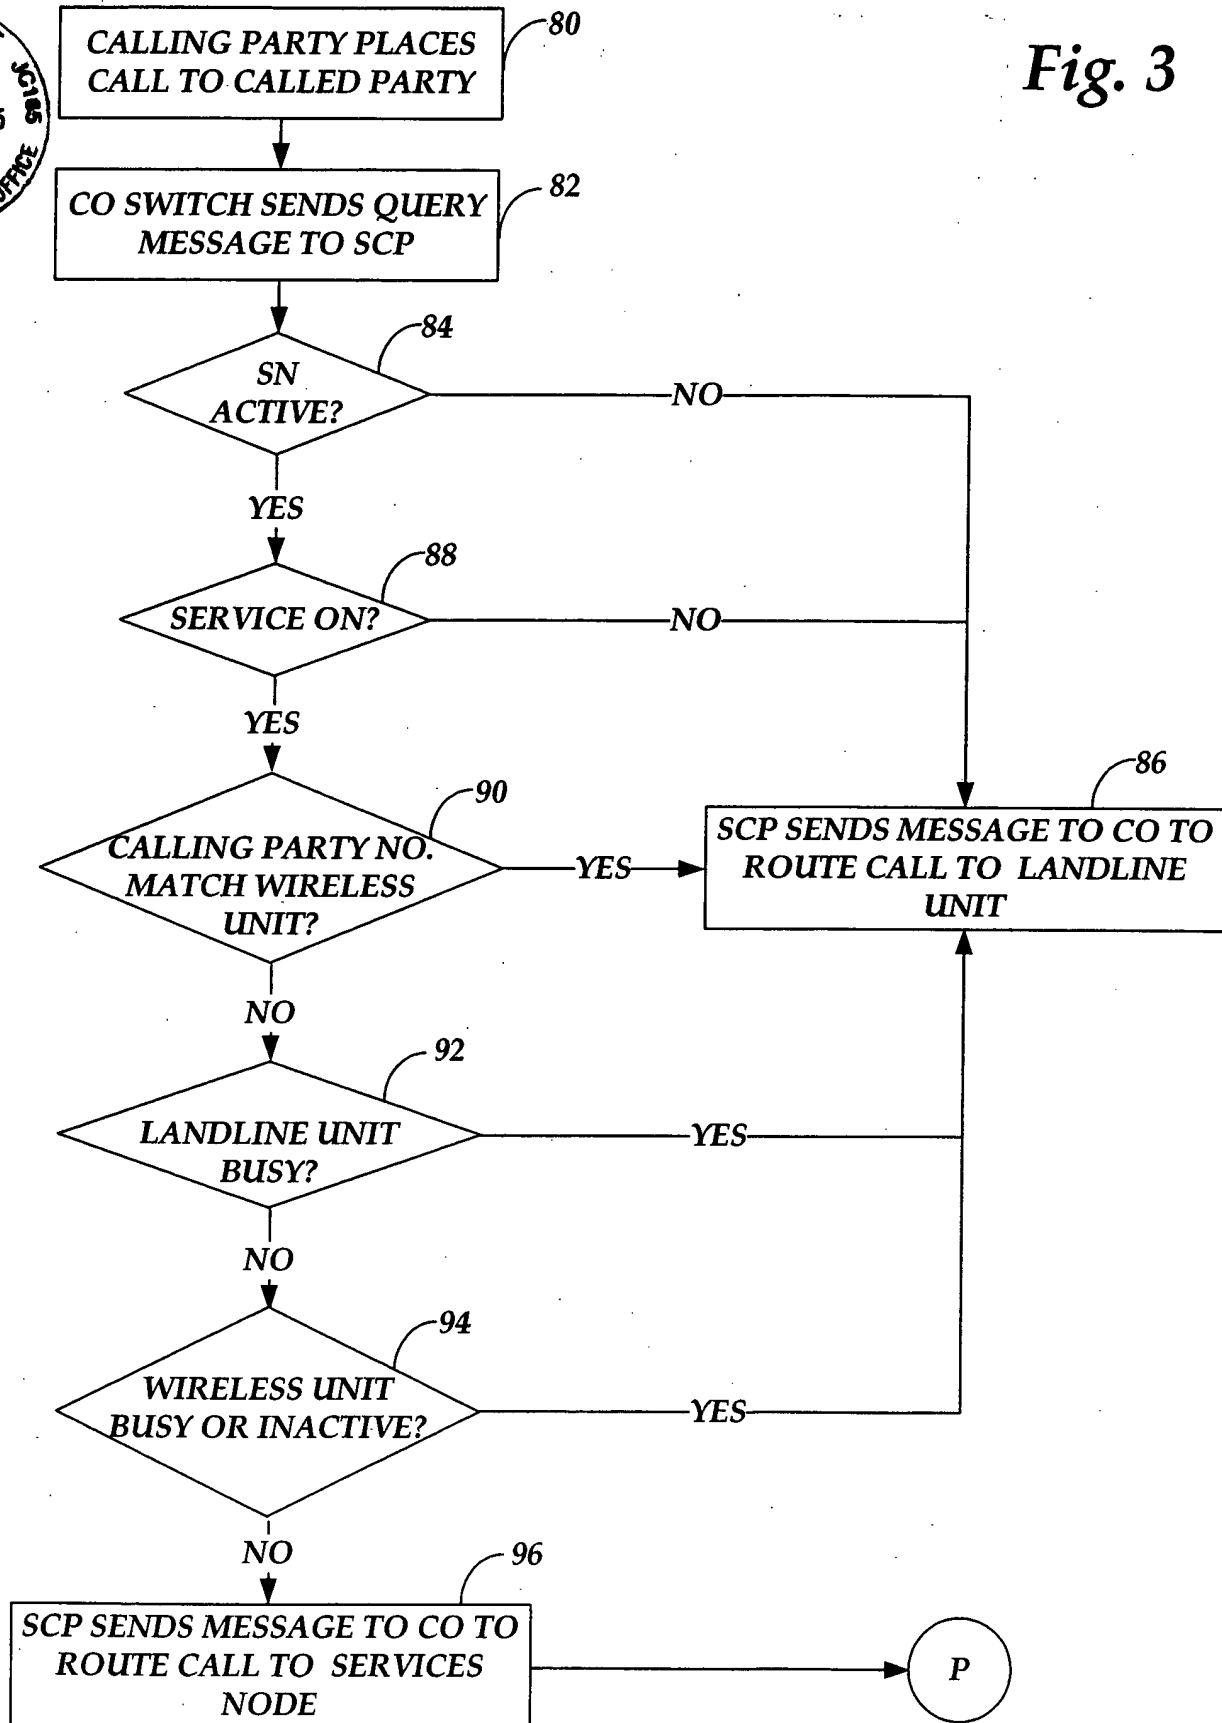 JC185
5
OFFICE
Fig. 3
CALLING PARTY PLACES
CALL TO CALLED PARTY
80
CO SWITCH SENDS QUERY
MESSAGE TO SCP
82
SN
ACTIVE?
84
NO
YES
SERVICE ON?
88
NO
YES
CALLING PARTY NO.
MATCH WIRELESS
UNIT?
90
YES
SCP SENDS MESSAGE TO CO TO
ROUTE CALL TO LANDLINE
UNIT
86
NO
LANDLINE UNIT
BUSY?
92
YES
NO
WIRELESS UNIT
BUSY OR INACTIVE?
94
YES
NO
SCP SENDS MESSAGE TO CO TO
ROUTE CALL TO SERVICES
NODE
96
P